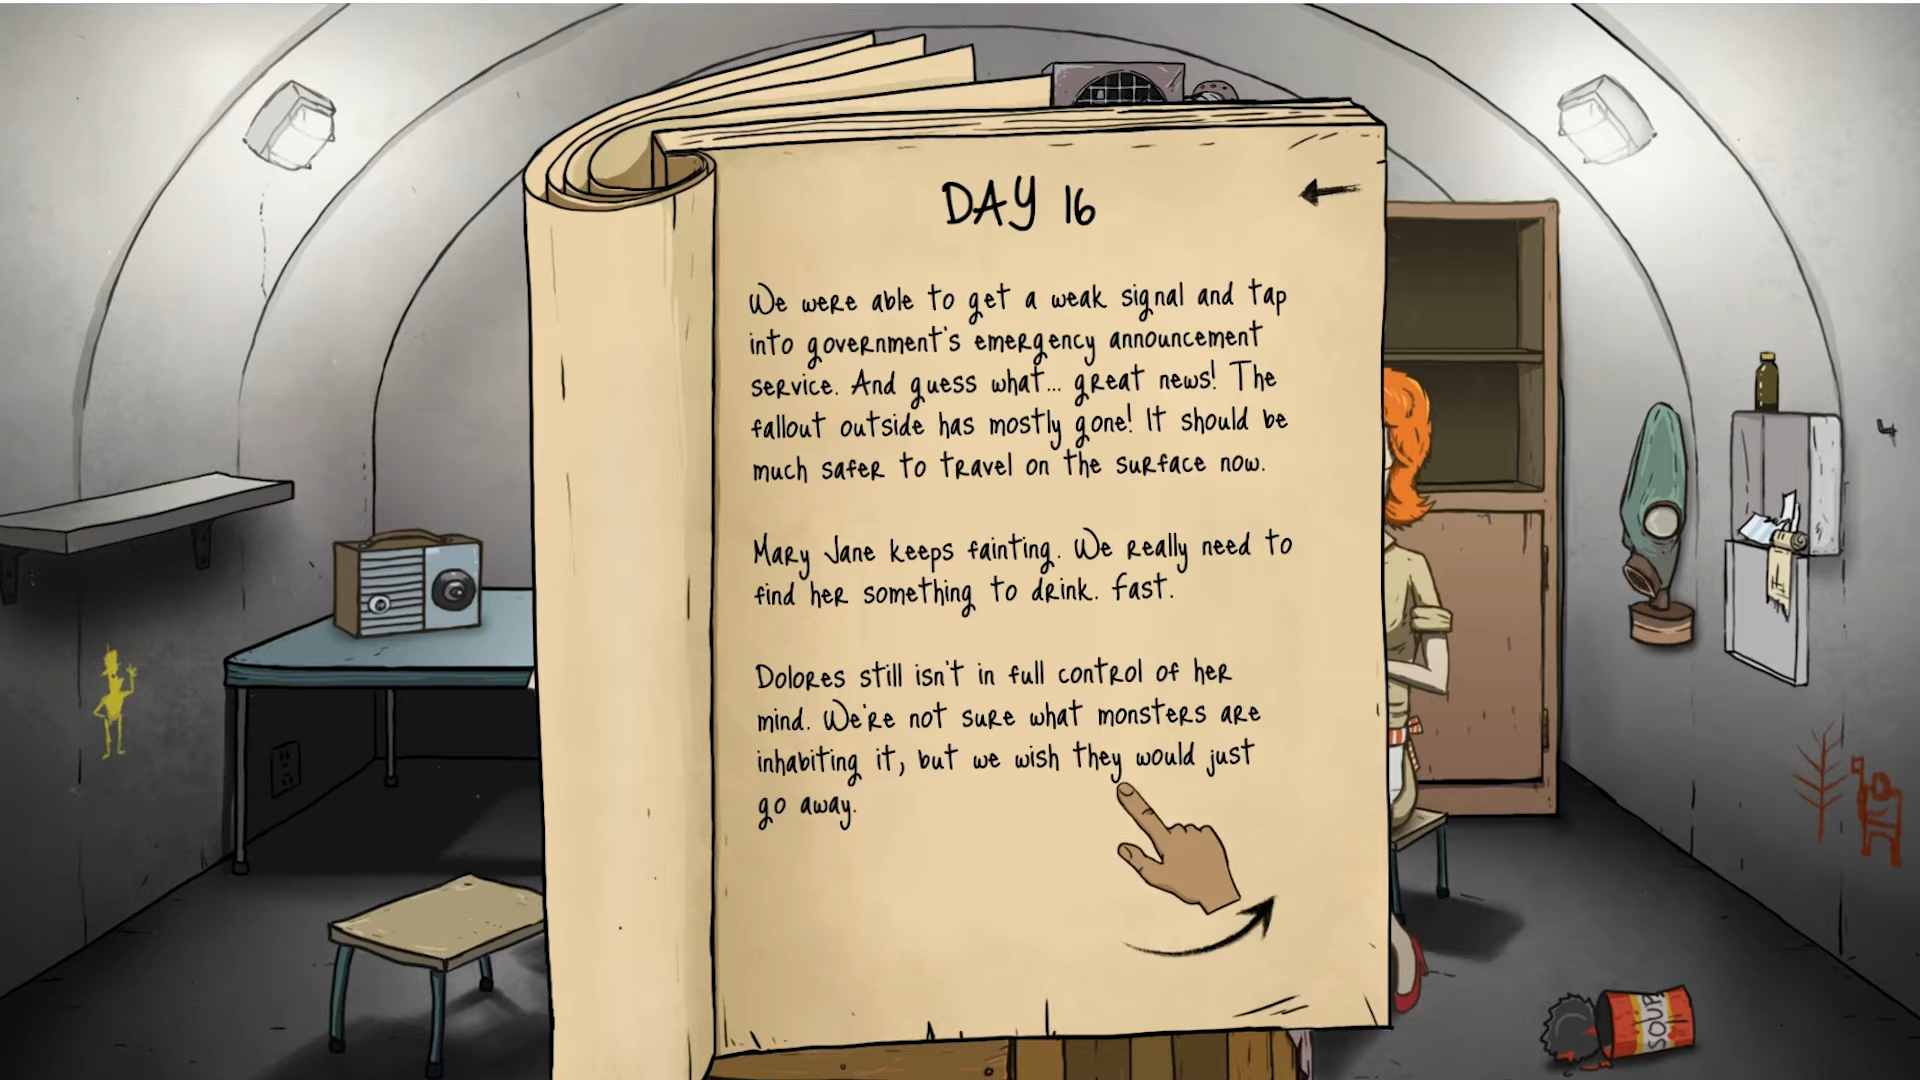 DAY 16
We were able to get a weak signal and tap
into government's emergency announcement
service. And guess what... great news! The
fallout outside has mostly gone! It should be
much safer to travel on the surface now.
Mary Jane keeps fainting. We really need to
find her something to drink. Fast.
Dolores still isn't in full control of her
mind. We're not sure what monsters are
inhabiting it, but we wish they would just
go away.
SOUP